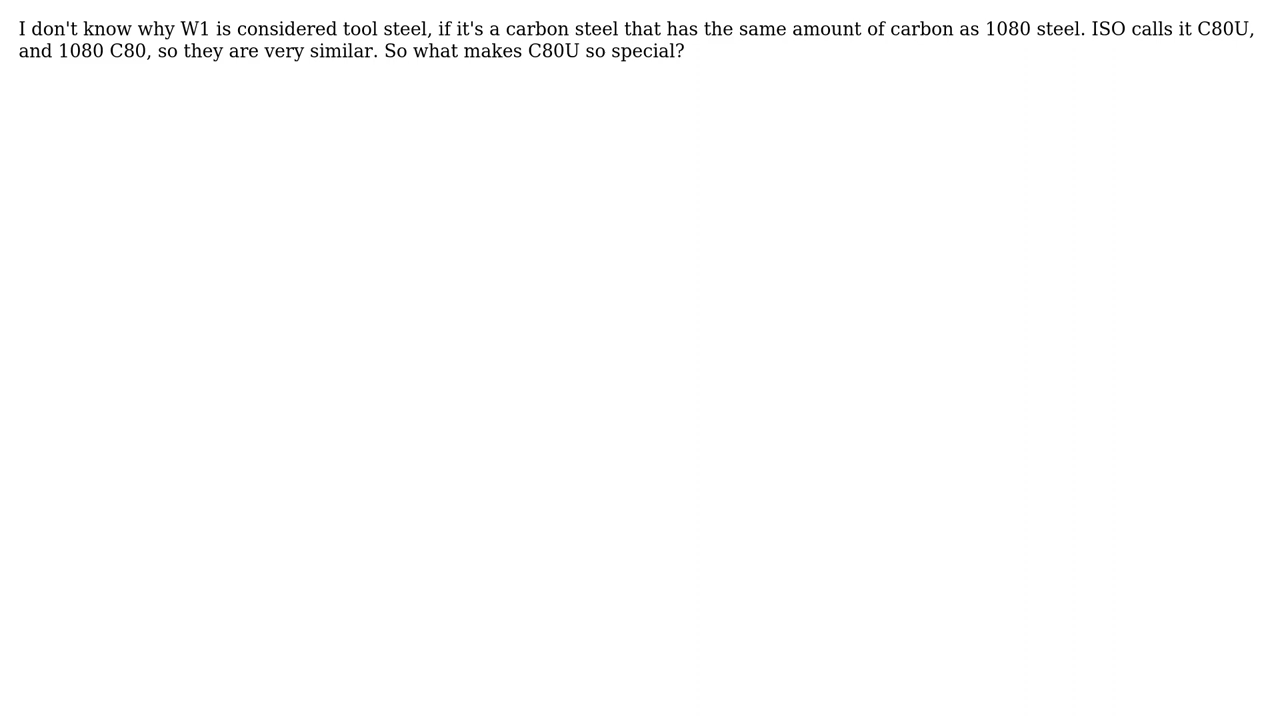 I don't know why W1 is considered tool steel, if it's a carbon steel that has the same amount of carbon as 1080 steel. ISO calls it C80U,
and 1080 C80, so they are very similar. So what makes C80U so special?